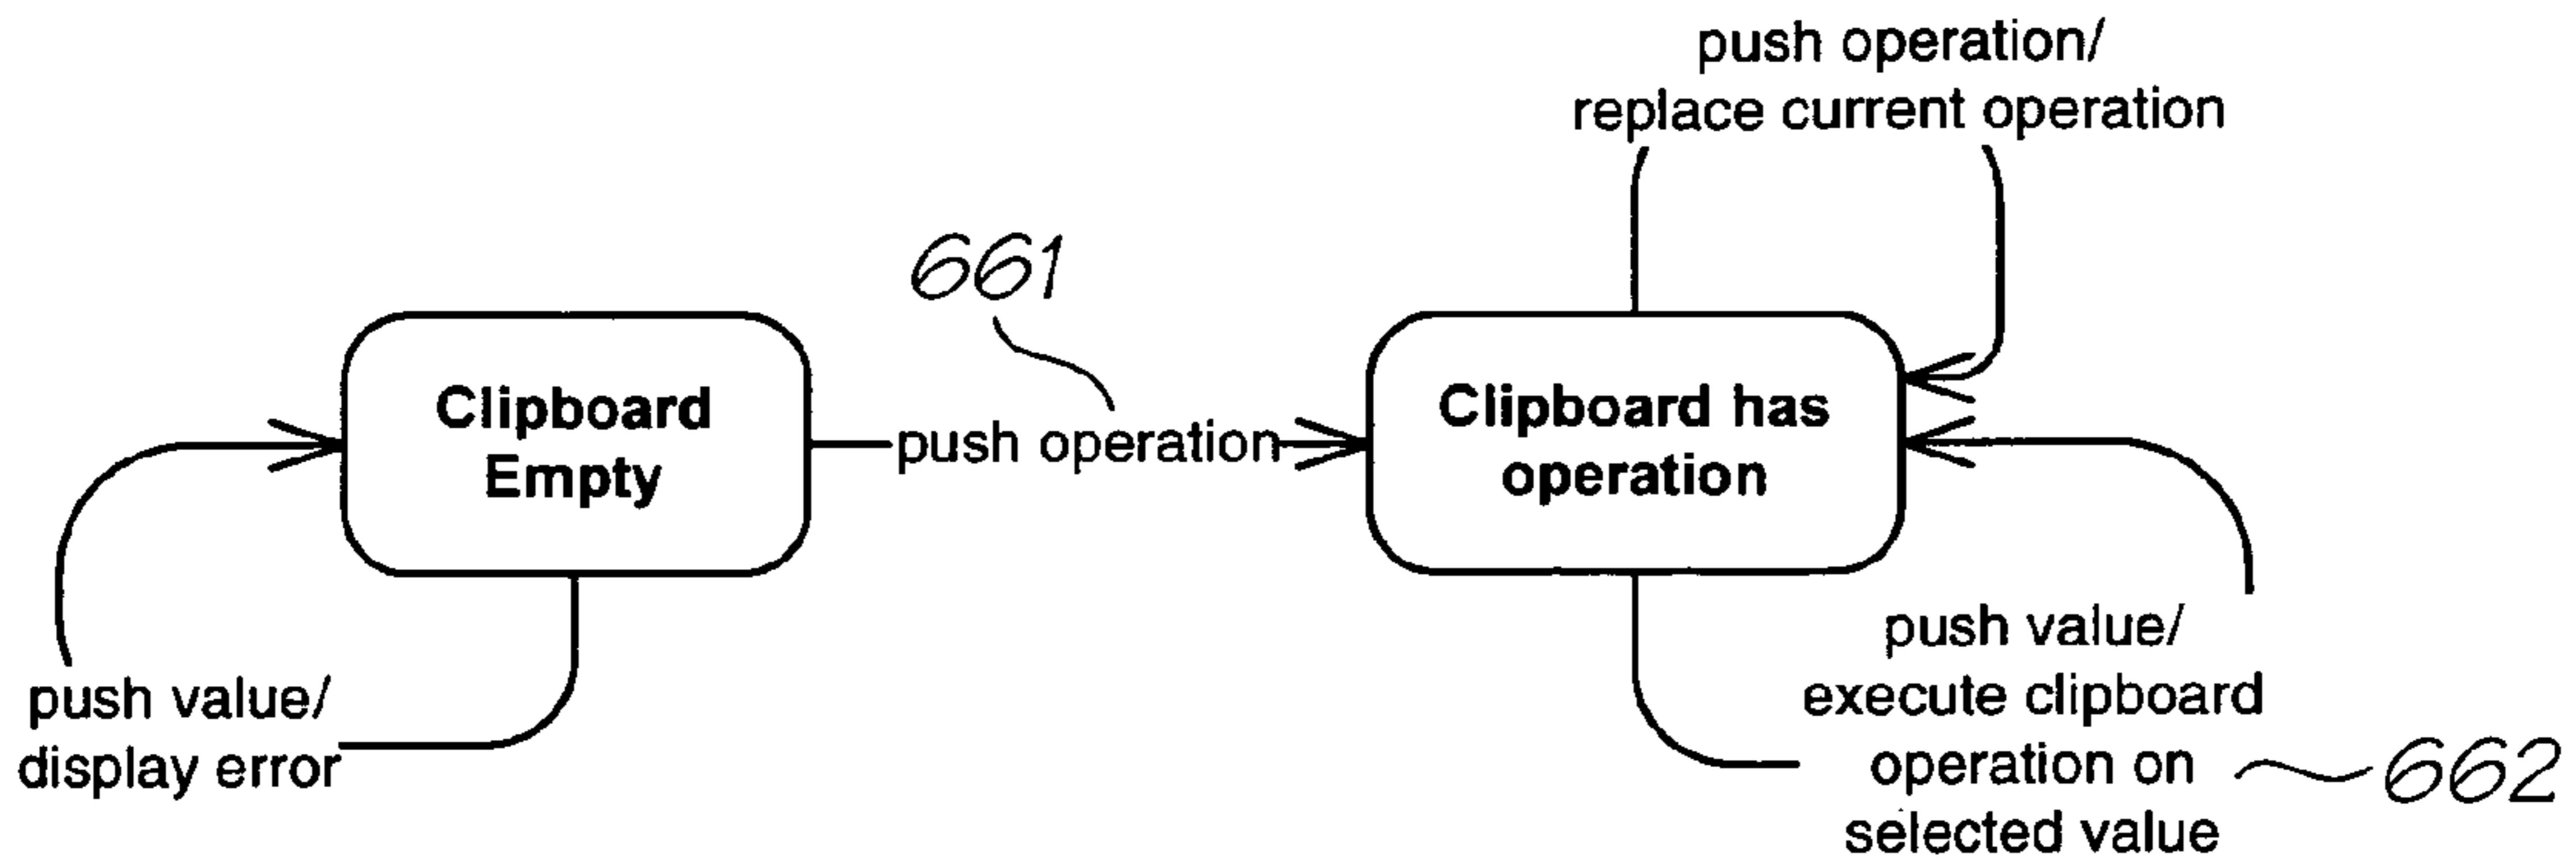 push operation/
replace current operation
661
Clipboard
Empty
push operation
Clipboard has
operation
push value/
display error
push value/
execute clipboard
operation on
selected value
662